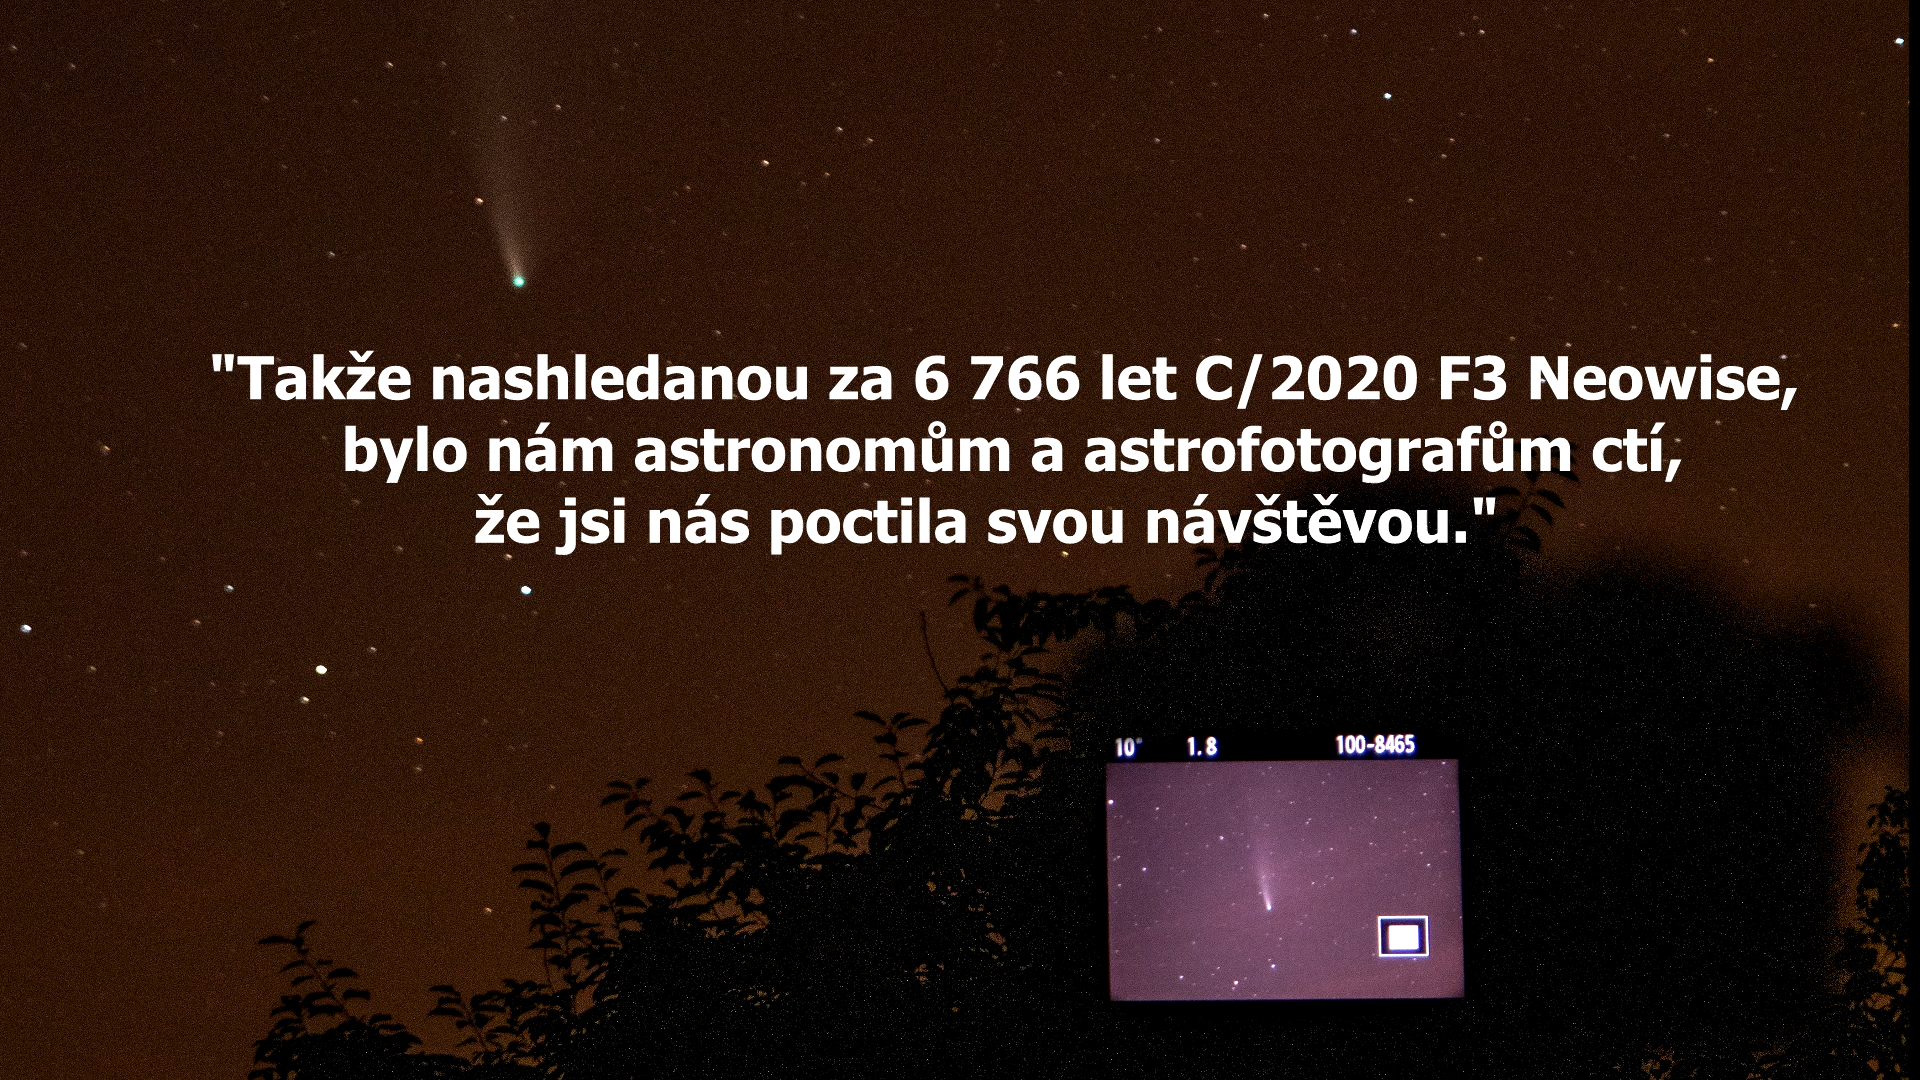 "Takže nashledanou za 6 766 let C/2020 F3 Neowise,
bylo nám astronomům a astrofotografům ctí,
že jsi nás poctila svou návštěvou."
10" 1.8 100-8465